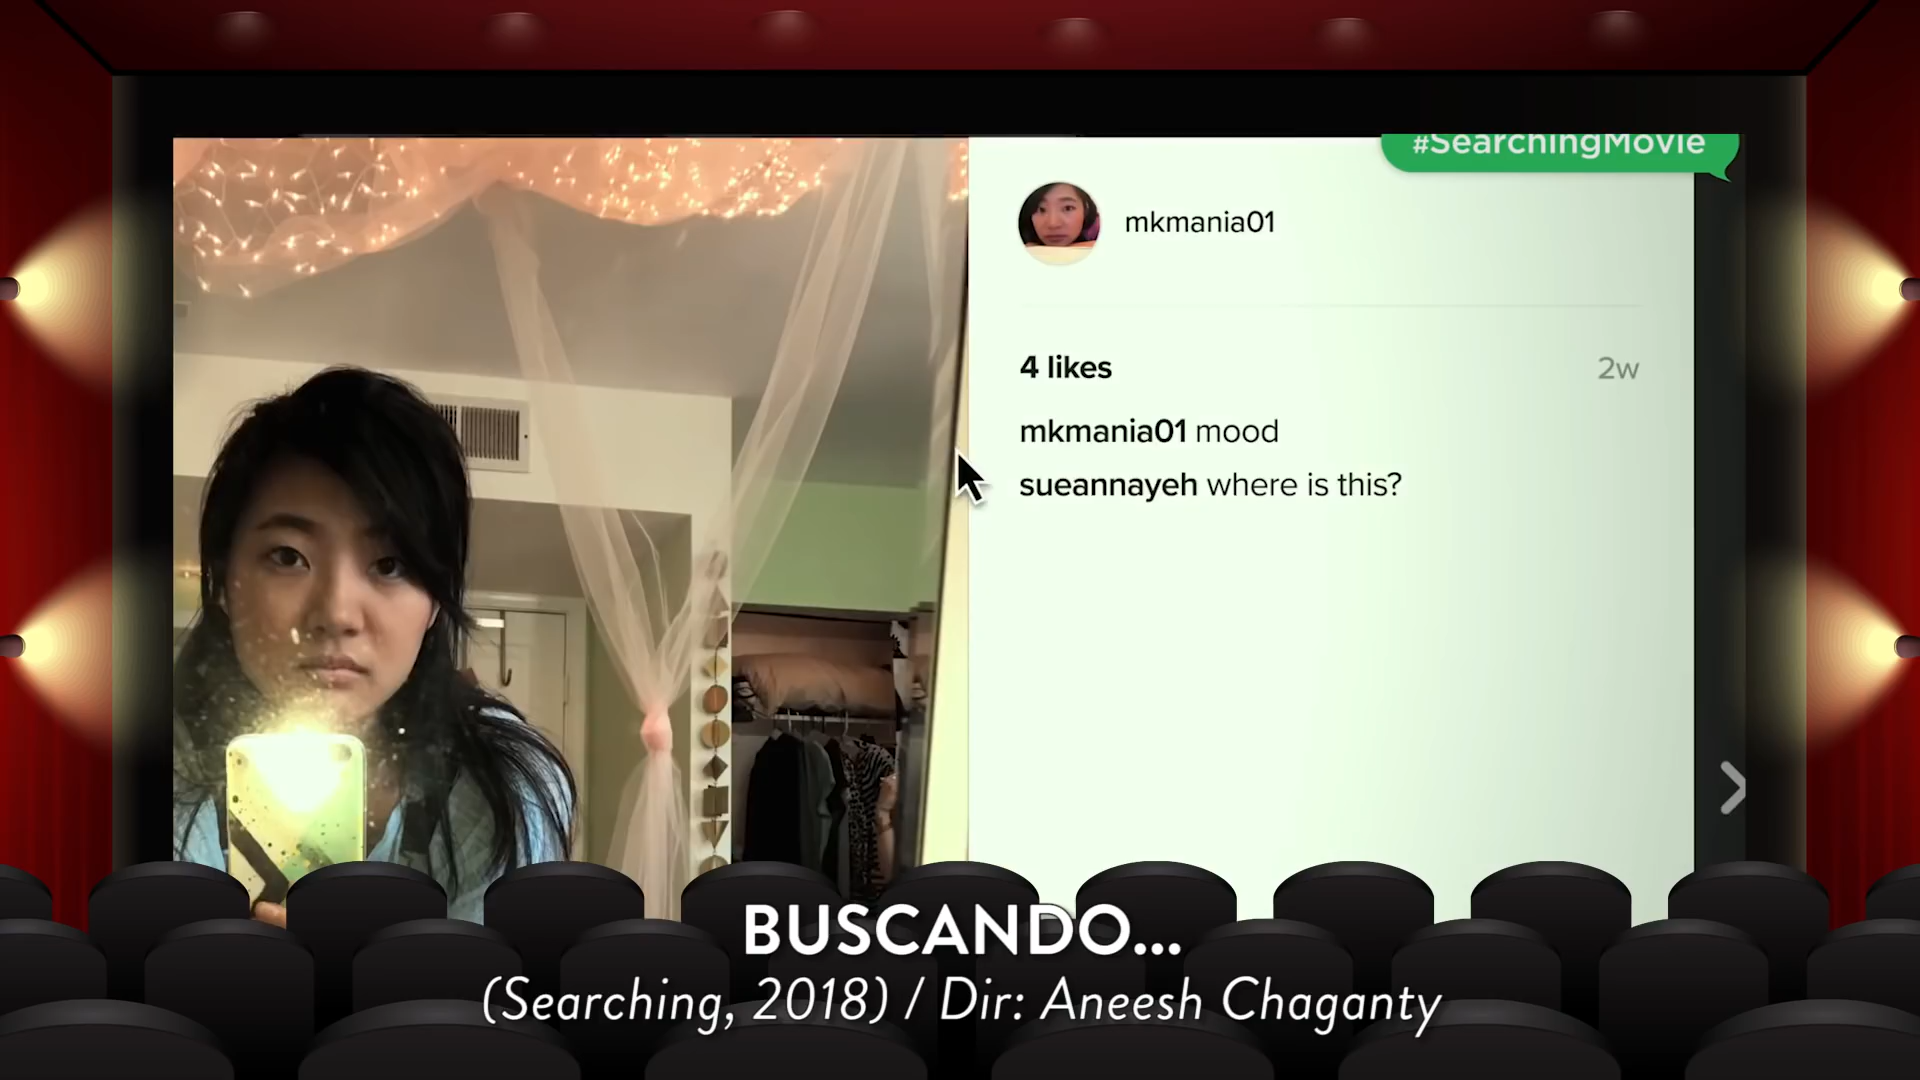 #SearchingMovie
mkmania01
4 likes
2w
mkmania01 mood
sueannayeh where is this?
BUSCANDO...
(Searching, 2018) / Dir: Aneesh Chaganty